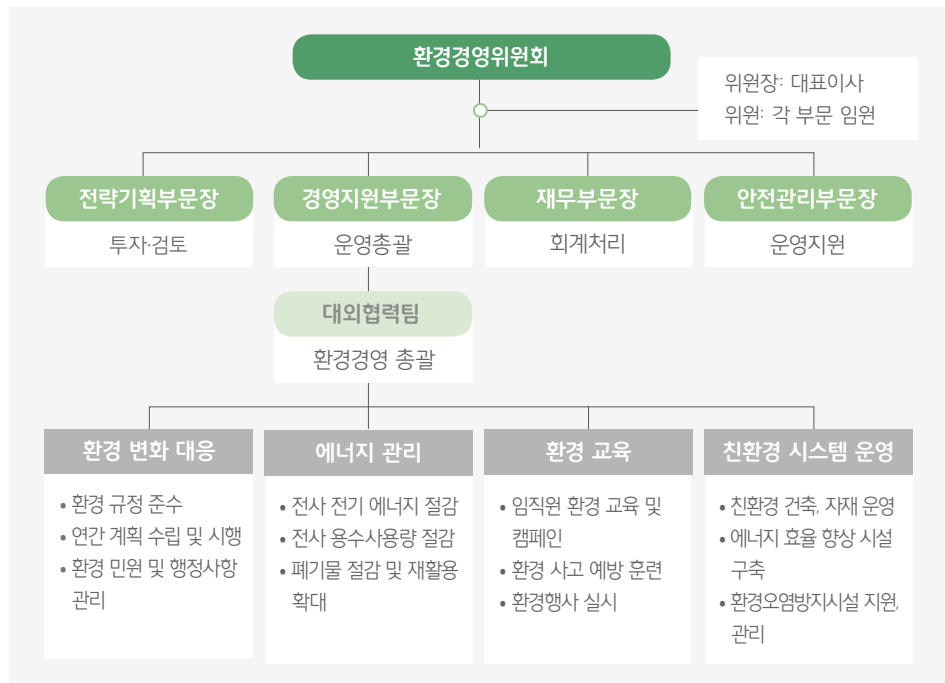 환경경영위원회
위원장: 대표이사
위원: 각 부문 임원
전략기획부문장
투자·검토
경영지원부문장
운영총괄
재무부문장
회계처리
안전관리부문장
운영지원
대외협력팀
환경경영 총괄
환경 변화 대응
• 환경 규정 준수
• 연간 계획 수립 및 시행
• 환경 민원 및 행정사항
관리
에너지 관리
• 전사 전기 에너지 절감
• 전사 용수사용량 절감
• 폐기물 절감 및 재활용
확대
환경 교육
• 임직원 환경 교육 및
캠페인
• 환경 사고 예방 훈련
• 환경행사 실시
친환경 시스템 운영
• 친환경 건축, 자재 운영
• 에너지 효율 향상 시설
구축
• 환경오염방지시설 지원,
관리